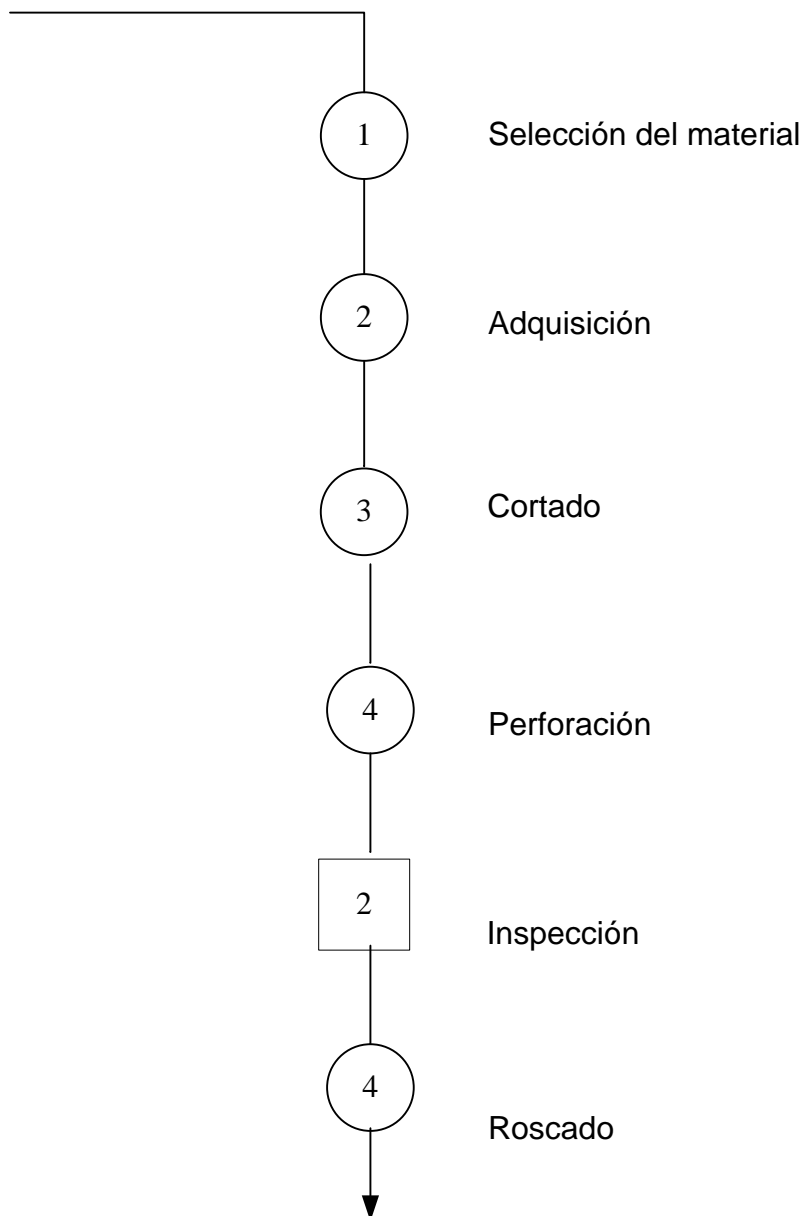 1 Selección del material
2 Adquisición
3 Cortado
4 Perforación
2 Inspección
4 Roscado